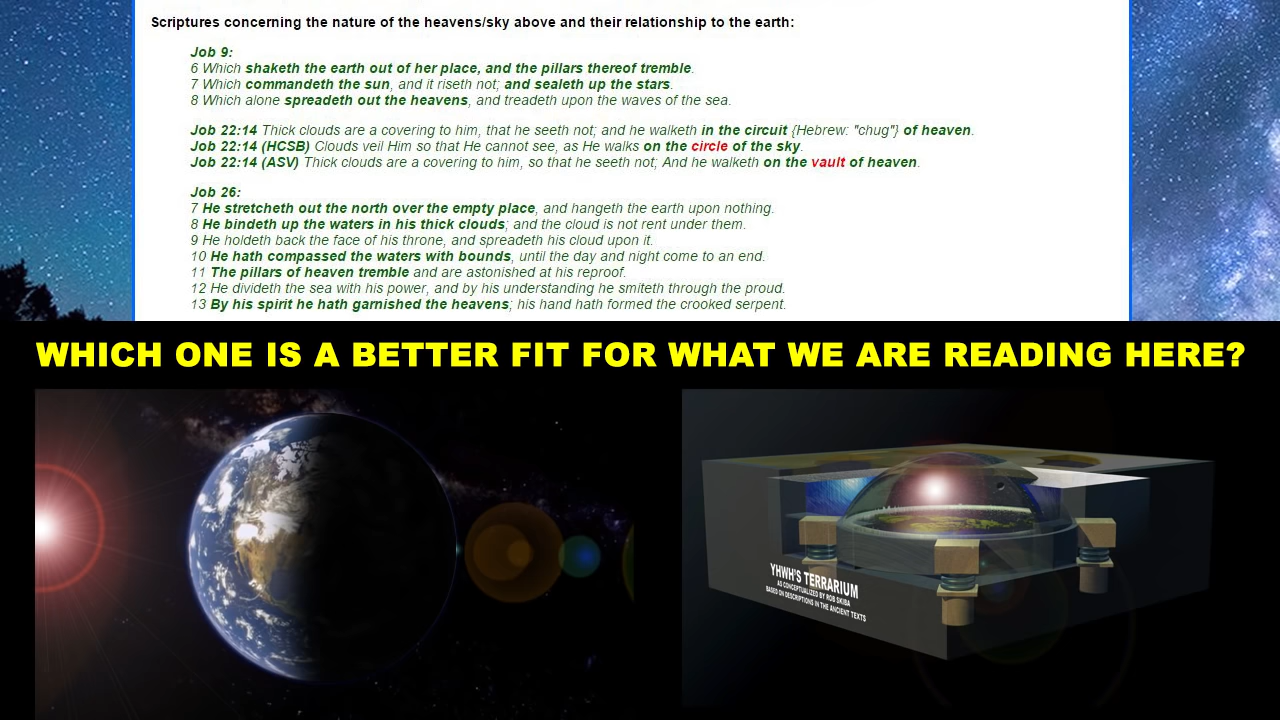 Scriptures concerning the nature of the heavens/sky above and their relationship to the earth:
Job 9:
6 Which shaketh the earth out of her place, and the pillars thereof tremble.
7 Which commandeth the sun, and it riseth not; and sealeth up the stars.
8 Which alone spreadeth out the heavens, and treadeth upon the waves of the sea.
Job 22:14 Thick clouds are a covering to him, that he seeth not; and he walketh in the circuit {Hebrew: "chug"} of heaven.
Job 22:14 (HCSB) Clouds veil Him so that He cannot see, as He walks on the circle of the sky.
Job 22:14 (ASV) Thick clouds are a covering to him, so that he seeth not; And he walketh on the vault of heaven.
Job 26:
7 He stretcheth out the north over the empty place, and hangeth the earth upon nothing.
8 He bindeth up the waters in his thick clouds; and the cloud is not rent under them.
9 He holdeth back the face of his throne, and spreadeth his cloud upon it.
10 He hath compassed the waters with bounds, until the day and night come to an end.
11 The pillars of heaven tremble and are astonished at his reproof.
12 He divideth the sea with his power, and by his understanding he smiteth through the proud.
13 By his spirit he hath garnished the heavens; his hand hath formed the crooked serpent.
WHICH ONE IS A BETTER FIT FOR WHAT WE ARE READING HERE?
YHWH'S TERRARIUM
AS CONCEPTUALIZED BY ROB SKIBA
BASED ON DESCRIPTIONS IN THE ANCIENT TEXTS